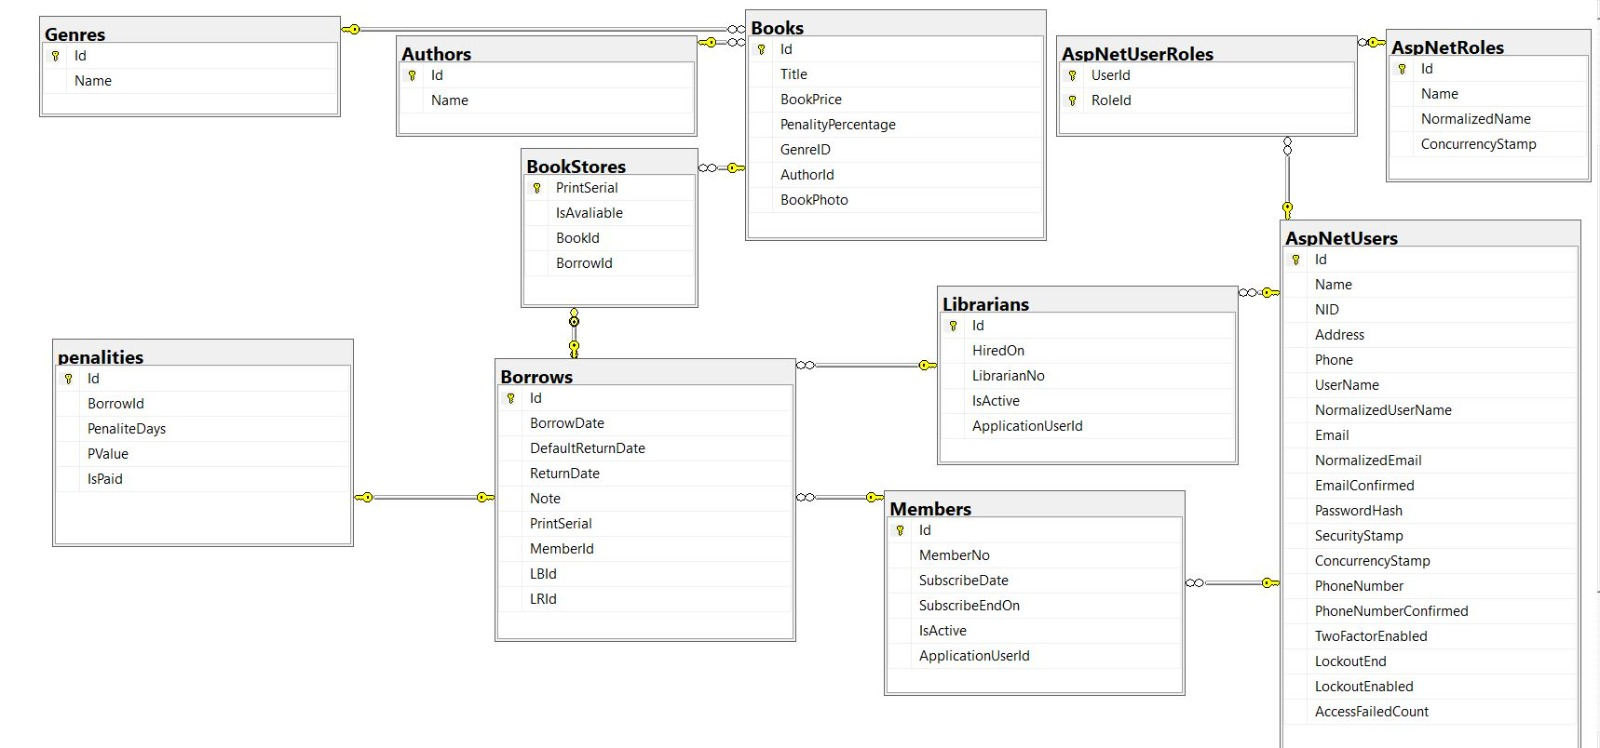 Genres
Id
Name
Authors
Id
Name
Books
Id
Title
BookPrice
PenalityPercentage
GenreID
AuthorId
BookPhoto
AspNetUserRoles
UserId
RoleId
AspNetRoles
Id
Name
NormalizedName
ConcurrencyStamp
BookStores
PrintSerial
IsAvaliable
BookId
BorrowId
AspNetUsers
Id
Name
NID
Address
Phone
UserName
NormalizedUserName
Email
NormalizedEmail
EmailConfirmed
PasswordHash
SecurityStamp
ConcurrencyStamp
PhoneNumber
PhoneNumberConfirmed
TwoFactorEnabled
LockoutEnd
LockoutEnabled
AccessFailedCount
Librarians
Id
HiredOn
LibrarianNo
IsActive
ApplicationUserId
penalities
Id
BorrowId
PenaliteDays
PValue
IsPaid
Borrows
Id
BorrowDate
DefaultReturnDate
ReturnDate
Note
PrintSerial
MemberId
LBId
LRId
Members
Id
MemberNo
SubscribeDate
SubscribeEndOn
IsActive
ApplicationUserId